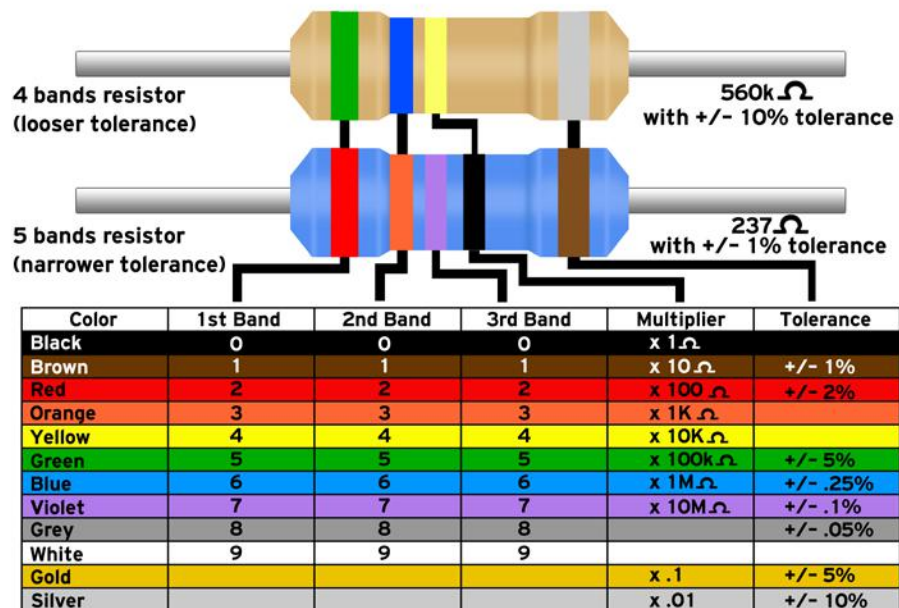 4 bands resistor
(looser tolerance)
560kΩ
with +/- 10% tolerance
5 bands resistor
(narrower tolerance)
237Ω
with +/- 1% tolerance
Color 1st Band 2nd Band 3rd Band Multiplier Tolerance
Black 0 0 0 x 1Ω
Brown 1 1 1 x 10Ω +/- 1%
Red 2 2 2 x 100 Ω +/- 2%
Orange 3 3 3 x 1K Ω
Yellow 4 4 4 x 10KΩ
Green 5 5 5 x 100kΩ +/- 5%
Blue 6 6 6 x 1MΩ +/- .25%
Violet 7 7 7 x 10MΩ +/- .1%
Grey 8 8 8 +/- .05%
White 9 9 9
Gold x .1 +/- 5%
Silver x .01 +/- 10%